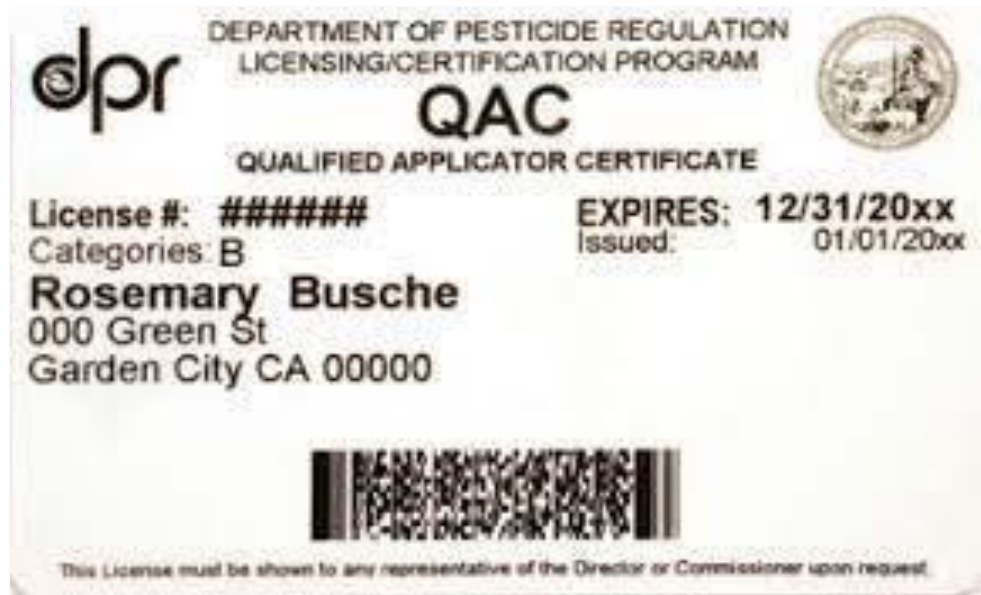 dpr
DEPARTMENT OF PESTICIDE REGULATION
LICENSING/CERTIFICATION PROGRAM
QAC
QUALIFIED APPLICATOR CERTIFICATE
License #: ######
EXPIRES: 12/31/20xx
Categories: B
Issued: 01/01/20xx
Rosemary Busche
000 Green St
Garden City CA 00000
This License must be shown to any representative of the Director or Commissioner upon request.